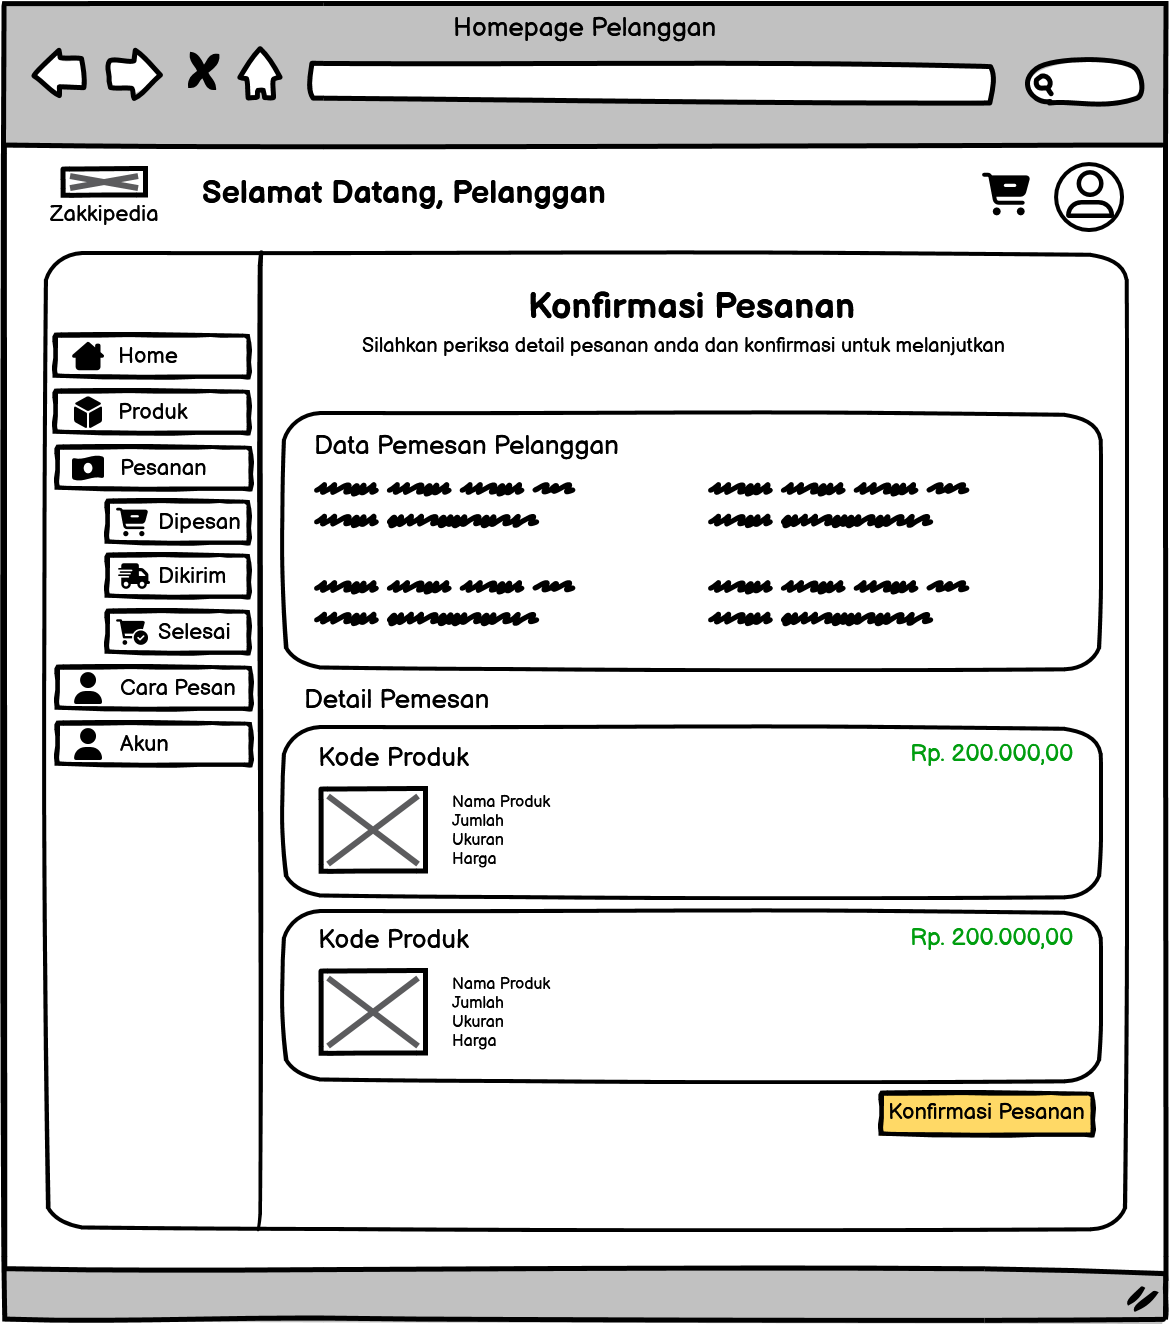 Homepage Pelanggan
Zakkipedia
Selamat Datang, Pelanggan
Home
Produk
Pesanan
Dipesan
Dikirim
Selesai
Cara Pesan
Akun
Konfirmasi Pesanan
Silahkan periksa detail pesanan anda dan konfirmasi untuk melanjutkan
Data Pemesan Pelanggan
Detail Pemesan
Kode Produk
Rp. 200.000,00
Nama Produk
Jumlah
Ukuran
Harga
Kode Produk
Rp. 200.000,00
Nama Produk
Jumlah
Ukuran
Harga
Konfirmasi Pesanan